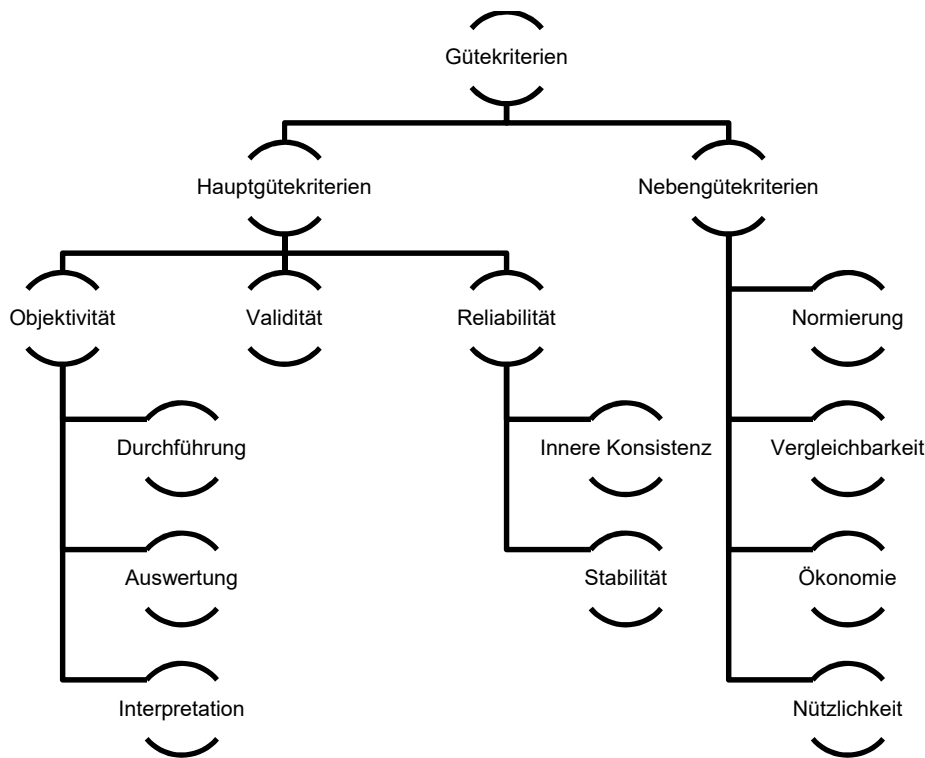 Gütekriterien
Hauptgütekriterien
Nebengütekriterien
Objektivität
Validität
Reliabilität
Normierung
Durchführung
Innere Konsistenz
Vergleichbarkeit
Auswertung
Stabilität
Ökonomie
Interpretation
Nützlichkeit